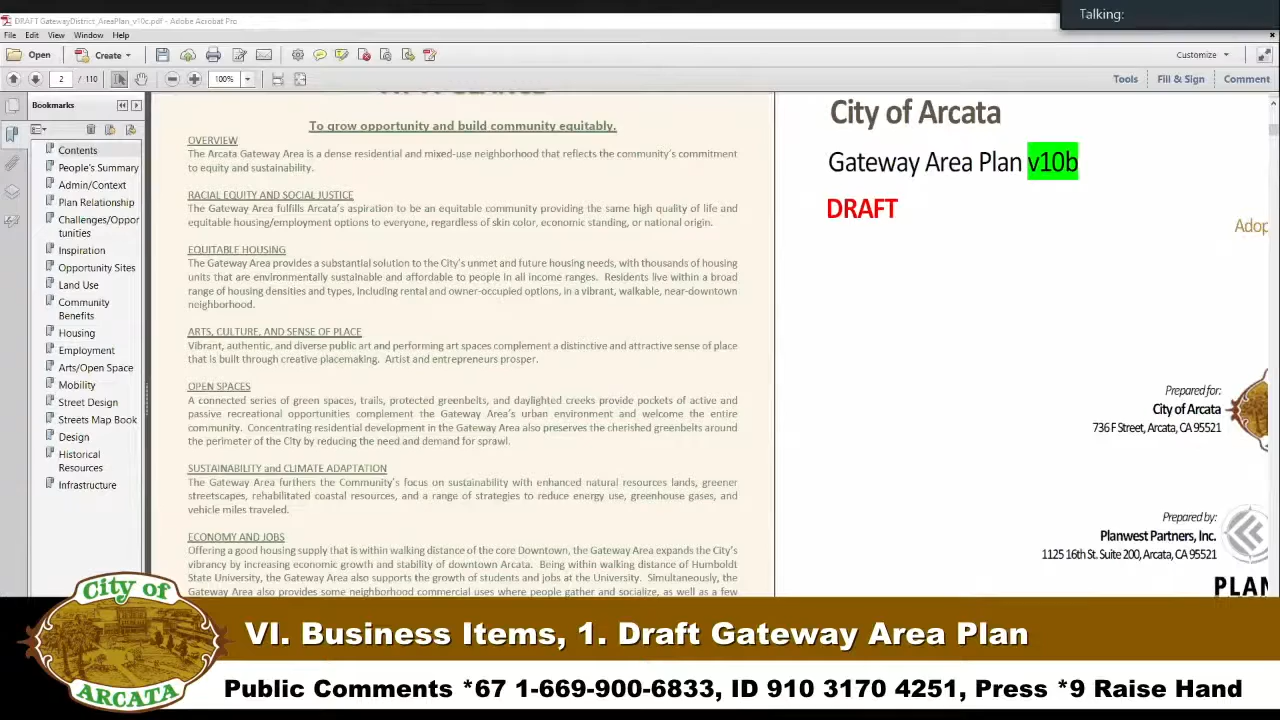 DRAFT GatewayDistrict_AreaPlan_v10c.pdf - Adobe Acrobat Pro
Talking:
File Edit View Window Help
Open Create Customize
2 / 110 100% Tools Fill & Sign Comment
Bookmarks
Contents
People's Summary
Admin/Context
Plan Relationship
Challenges/Oppor
tunities
Inspiration
Opportunity Sites
Land Use
Community
Benefits
Housing
Employment
Arts/Open Space
Mobility
Street Design
Streets Map Book
Design
Historical
Resources
Infrastructure
To grow opportunity and build community equitably.
OVERVIEW
The Arcata Gateway Area is a dense residential and mixed-use neighborhood that reflects the community's commitment
to equity and sustainability.
RACIAL EQUITY AND SOCIAL JUSTICE
The Gateway Area fulfills Arcata's aspiration to be an equitable community providing the same high quality of life and
equitable housing/employment options to everyone, regardless of skin color, economic standing, or national origin.
EQUITABLE HOUSING
The Gateway Area provides a substantial solution to the City's unmet and future housing needs, with thousands of housing
units that are environmentally sustainable and affordable to people in all income ranges. Residents live within a broad
range of housing densities and types, including rental and owner-occupied options, in a vibrant, walkable, near-downtown
neighborhood.
ARTS, CULTURE, AND SENSE OF PLACE
Vibrant, authentic, and diverse public art and performing art spaces complement a distinctive and attractive sense of place
that is built through creative placemaking. Artist and entrepreneurs prosper.
OPEN SPACES
A connected series of green spaces, trails, protected greenbelts, and daylighted creeks provide pockets of active and
passive recreational opportunities complement the Gateway Area's urban environment and welcome the entire
community. Concentrating residential development in the Gateway Area also preserves the cherished greenbelts around
the perimeter of the City by reducing the need and demand for sprawl.
SUSTAINABILITY and CLIMATE ADAPTATION
The Gateway Area furthers the Community's focus on sustainability with enhanced natural resources lands, greener
streetscapes, rehabilitated coastal resources, and a range of strategies to reduce energy use, greenhouse gases, and
vehicle miles traveled.
ECONOMY AND JOBS
Offering a good housing supply that is within walking distance of the core Downtown, the Gateway Area expands the City's
vibrancy by increasing economic growth and stability of downtown Arcata. Being within walking distance of Humboldt
State University, the Gateway Area also supports the growth of students and jobs at the University. Simultaneously, the
Gateway Area also provides some neighborhood commercial uses where people gather and socialize, as well as a few
City of Arcata
Gateway Area Plan v10b
DRAFT
Adop
Prepared for:
City of Arcata
736 F Street, Arcata, CA 95521
Prepared by:
Planwest Partners, Inc.
1125 16th St. Suite 200, Arcata, CA 95521
PLAN
City of
ARCATA
VI. Business Items, 1. Draft Gateway Area Plan
Public Comments *67 1-669-900-6833, ID 910 3170 4251, Press *9 Raise Hand